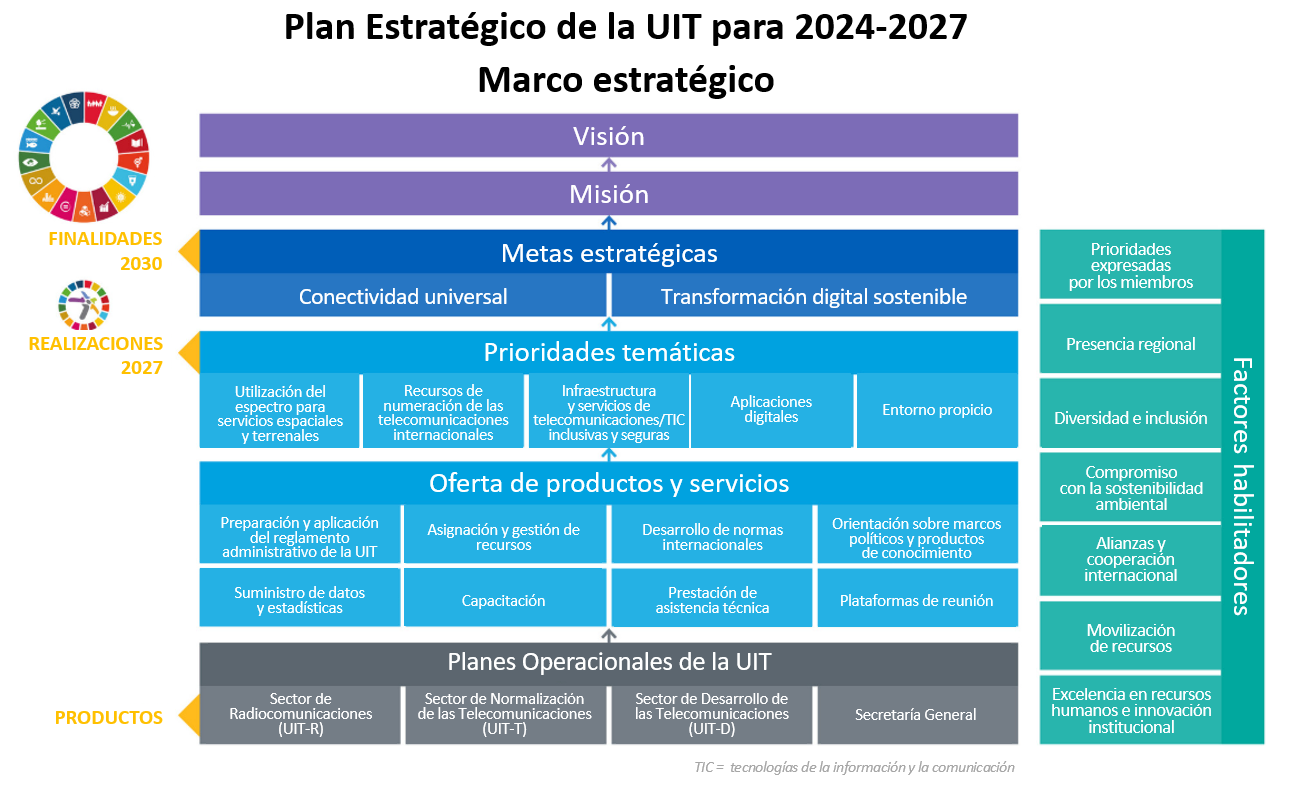 Plan Estratégico de la UIT para 2024-2027
Marco estratégico
Visión
Misión
FINALIDADES
2030
Metas estratégicas
Conectividad universal
Transformación digital sostenible
REALIZACIONES
2027
Prioridades temáticas
Utilización del
espectro para
servicios espaciales
y terrenales
Recursos de
numeración de las
telecomunicaciones
internacionales
Infraestructura
y servicios de
telecomunicaciones/TIC
inclusivas y seguras
Aplicaciones
digitales
Entorno propicio
Oferta de productos y servicios
Preparación y aplicación
del reglamento
administrativo de la UIT
Asignación y gestión de
recursos
Desarrollo de normas
internacionales
Orientación sobre marcos
políticos y productos
de conocimiento
Suministro de datos
y estadísticas
Capacitación
Prestación de
asistencia técnica
Plataformas de reunión
PRODUCTOS
Planes Operacionales de la UIT
Sector de
Radiocomunicaciones
(UIT-R)
Sector de Normalización
de las Telecomunicaciones
(UIT-T)
Sector de Desarrollo de
las Telecomunicaciones
(UIT-D)
Secretaría General
Prioridades
expresadas
por los miembros
Presencia regional
Diversidad e inclusión
Compromiso
con la sostenibilidad
ambiental
Alianzas y
cooperación
internacional
Movilización
de recursos
Excelencia en recursos
humanos e innovación
institucional
Factores habilitadores
TIC = tecnologías de la información y la comunicación